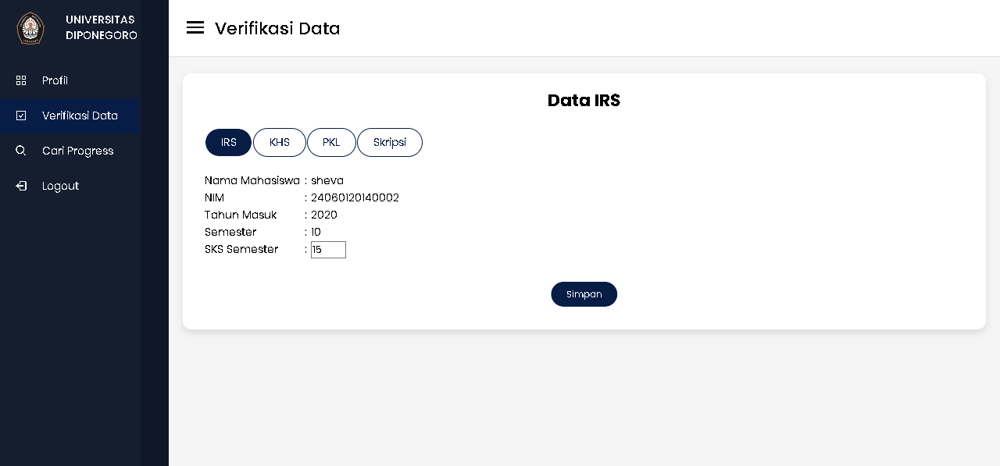 UNIVERSITAS
DIPONEGORO
Verifikasi Data
Profil
Verifikasi Data
Cari Progress
Logout
Data IRS
IRS KHS PKL Skripsi
Nama Mahasiswa : sheva
NIM : 24060120140002
Tahun Masuk : 2020
Semester : 10
SKS Semester : 15
Simpan